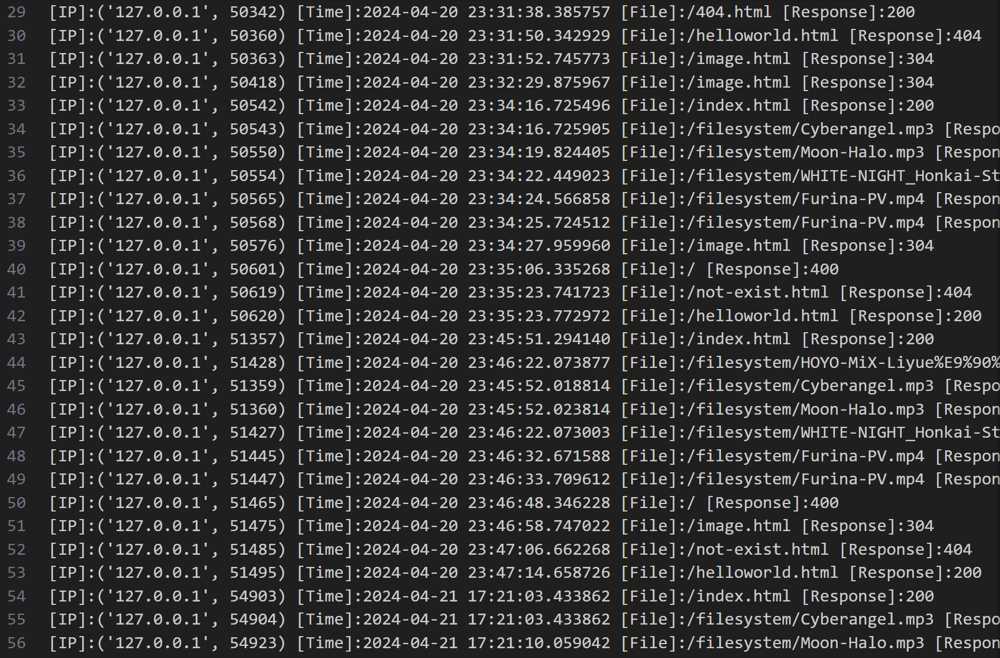 29 [IP]:('127.0.0.1', 50342) [Time]:2024-04-20 23:31:38.385757 [File]:/404.html [Response]:200
30 [IP]:('127.0.0.1', 50360) [Time]:2024-04-20 23:31:50.342929 [File]:/helloworld.html [Response]:404
31 [IP]:('127.0.0.1', 50363) [Time]:2024-04-20 23:31:52.745773 [File]:/image.html [Response]:304
32 [IP]:('127.0.0.1', 50418) [Time]:2024-04-20 23:32:29.875967 [File]:/image.html [Response]:304
33 [IP]:('127.0.0.1', 50542) [Time]:2024-04-20 23:34:16.725496 [File]:/index.html [Response]:200
34 [IP]:('127.0.0.1', 50543) [Time]:2024-04-20 23:34:16.725905 [File]:/filesystem/Cyberangel.mp3 [Respo
35 [IP]:('127.0.0.1', 50550) [Time]:2024-04-20 23:34:19.824405 [File]:/filesystem/Moon-Halo.mp3 [Respon
36 [IP]:('127.0.0.1', 50554) [Time]:2024-04-20 23:34:22.449023 [File]:/filesystem/WHITE-NIGHT_Honkai-St
37 [IP]:('127.0.0.1', 50565) [Time]:2024-04-20 23:34:24.566858 [File]:/filesystem/Furina-PV.mp4 [Respon
38 [IP]:('127.0.0.1', 50568) [Time]:2024-04-20 23:34:25.724512 [File]:/filesystem/Furina-PV.mp4 [Respon
39 [IP]:('127.0.0.1', 50576) [Time]:2024-04-20 23:34:27.959960 [File]:/image.html [Response]:304
40 [IP]:('127.0.0.1', 50601) [Time]:2024-04-20 23:35:06.335268 [File]:/ [Response]:400
41 [IP]:('127.0.0.1', 50619) [Time]:2024-04-20 23:35:23.741723 [File]:/not-exist.html [Response]:404
42 [IP]:('127.0.0.1', 50620) [Time]:2024-04-20 23:35:23.772972 [File]:/helloworld.html [Response]:200
43 [IP]:('127.0.0.1', 51357) [Time]:2024-04-20 23:45:51.294140 [File]:/index.html [Response]:200
44 [IP]:('127.0.0.1', 51428) [Time]:2024-04-20 23:46:22.073877 [File]:/filesystem/HOYO-MiX-Liyue%E9%90%
45 [IP]:('127.0.0.1', 51359) [Time]:2024-04-20 23:45:52.018814 [File]:/filesystem/Cyberangel.mp3 [Respo
46 [IP]:('127.0.0.1', 51360) [Time]:2024-04-20 23:45:52.023814 [File]:/filesystem/Moon-Halo.mp3 [Respon
47 [IP]:('127.0.0.1', 51427) [Time]:2024-04-20 23:46:22.073003 [File]:/filesystem/WHITE-NIGHT_Honkai-St
48 [IP]:('127.0.0.1', 51445) [Time]:2024-04-20 23:46:32.671588 [File]:/filesystem/Furina-PV.mp4 [Respon
49 [IP]:('127.0.0.1', 51447) [Time]:2024-04-20 23:46:33.709612 [File]:/filesystem/Furina-PV.mp4 [Respon
50 [IP]:('127.0.0.1', 51465) [Time]:2024-04-20 23:46:48.346228 [File]:/ [Response]:400
51 [IP]:('127.0.0.1', 51475) [Time]:2024-04-20 23:46:58.747022 [File]:/image.html [Response]:304
52 [IP]:('127.0.0.1', 51485) [Time]:2024-04-20 23:47:06.662268 [File]:/not-exist.html [Response]:404
53 [IP]:('127.0.0.1', 51495) [Time]:2024-04-20 23:47:14.658726 [File]:/helloworld.html [Response]:200
54 [IP]:('127.0.0.1', 54903) [Time]:2024-04-21 17:21:03.433862 [File]:/index.html [Response]:200
55 [IP]:('127.0.0.1', 54904) [Time]:2024-04-21 17:21:03.433862 [File]:/filesystem/Cyberangel.mp3 [Respo
56 [IP]:('127.0.0.1', 54923) [Time]:2024-04-21 17:21:10.059042 [File]:/filesystem/Moon-Halo.mp3 [Respon